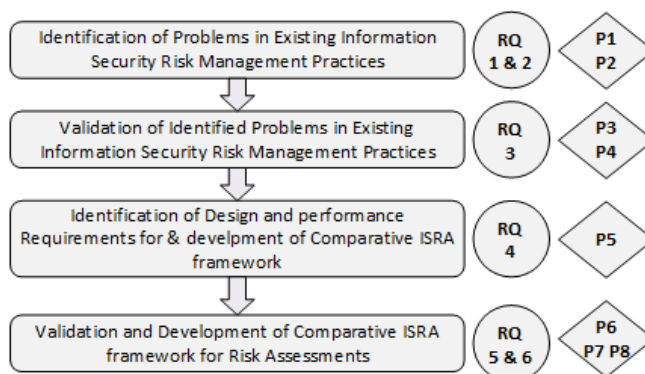 Identification of Problems in Existing Information
Security Risk Management Practices
RQ
1 & 2
P1
P2
Validation of Identified Problems in Existing
Information Security Risk Management Practices
RQ
3
P3
P4
Identification of Design and performance
Requirements for & develpment of Comparative ISRA
framework
RQ
4
P5
Validation and Development of Comparative ISRA
framework for Risk Assessments
RQ
5 & 6
P6
P7 P8